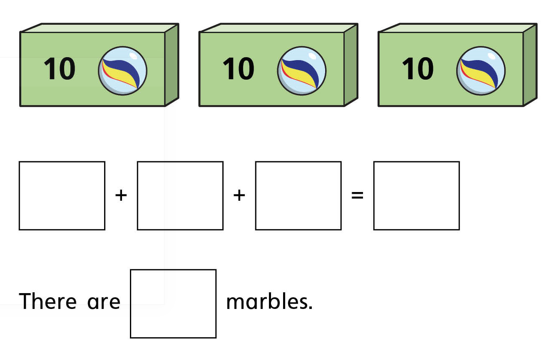 10 10 10
+ + =
There are marbles.